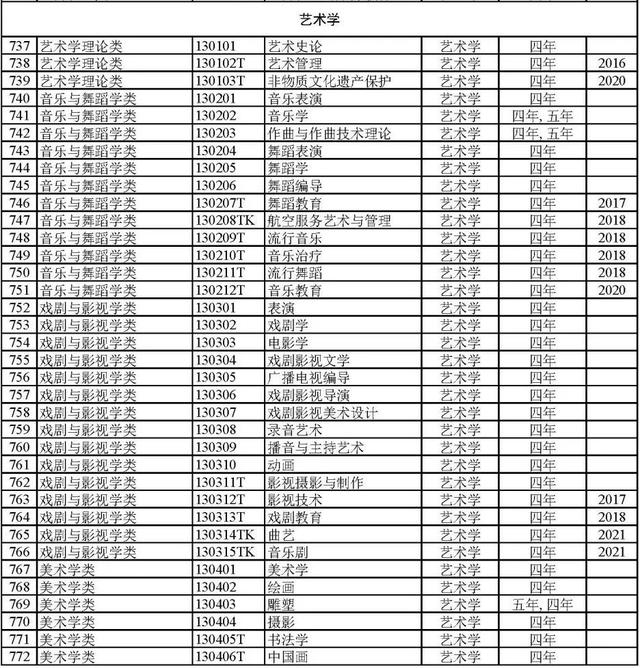 艺术学
737 艺术学理论类 130101 艺术史论 艺术学 四年
738 艺术学理论类 130102T 艺术管理 艺术学 四年 2016
739 艺术学理论类 130103T 非物质文化遗产保护 艺术学 四年 2020
740 音乐与舞蹈学类 130201 音乐表演 艺术学 四年
741 音乐与舞蹈学类 130202 音乐学 艺术学 四年,五年
742 音乐与舞蹈学类 130203 作曲与作曲技术理论 艺术学 四年,五年
743 音乐与舞蹈学类 130204 舞蹈表演 艺术学 四年
744 音乐与舞蹈学类 130205 舞蹈学 艺术学 四年
745 音乐与舞蹈学类 130206 舞蹈编导 艺术学 四年
746 音乐与舞蹈学类 130207T 舞蹈教育 艺术学 四年 2017
747 音乐与舞蹈学类 130208TK 航空服务艺术与管理 艺术学 四年 2018
748 音乐与舞蹈学类 130209T 流行音乐 艺术学 四年 2018
749 音乐与舞蹈学类 130210T 音乐治疗 艺术学 四年 2018
750 音乐与舞蹈学类 130211T 流行舞蹈 艺术学 四年 2018
751 音乐与舞蹈学类 130212T 音乐教育 艺术学 四年 2020
752 戏剧与影视学类 130301 表演 艺术学 四年
753 戏剧与影视学类 130302 戏剧学 艺术学 四年
754 戏剧与影视学类 130303 电影学 艺术学 四年
755 戏剧与影视学类 130304 戏剧影视文学 艺术学 四年
756 戏剧与影视学类 130305 广播电视编导 艺术学 四年
757 戏剧与影视学类 130306 戏剧影视导演 艺术学 四年
758 戏剧与影视学类 130307 戏剧影视美术设计 艺术学 四年
759 戏剧与影视学类 130308 录音艺术 艺术学 四年
760 戏剧与影视学类 130309 播音与主持艺术 艺术学 四年
761 戏剧与影视学类 130310 动画 艺术学 四年
762 戏剧与影视学类 130311T 影视摄影与制作 艺术学 四年
763 戏剧与影视学类 130312T 影视技术 艺术学 四年 2017
764 戏剧与影视学类 130313T 戏剧教育 艺术学 四年 2018
765 戏剧与影视学类 130314TK 曲艺 艺术学 四年 2021
766 戏剧与影视学类 130315TK 音乐剧 艺术学 四年 2021
767 美术学类 130401 美术学 艺术学 四年
768 美术学类 130402 绘画 艺术学 四年
769 美术学类 130403 雕塑 艺术学 五年,四年
770 美术学类 130404 摄影 艺术学 四年
771 美术学类 130405T 书法学 艺术学 四年
772 美术学类 130406T 中国画 艺术学 四年